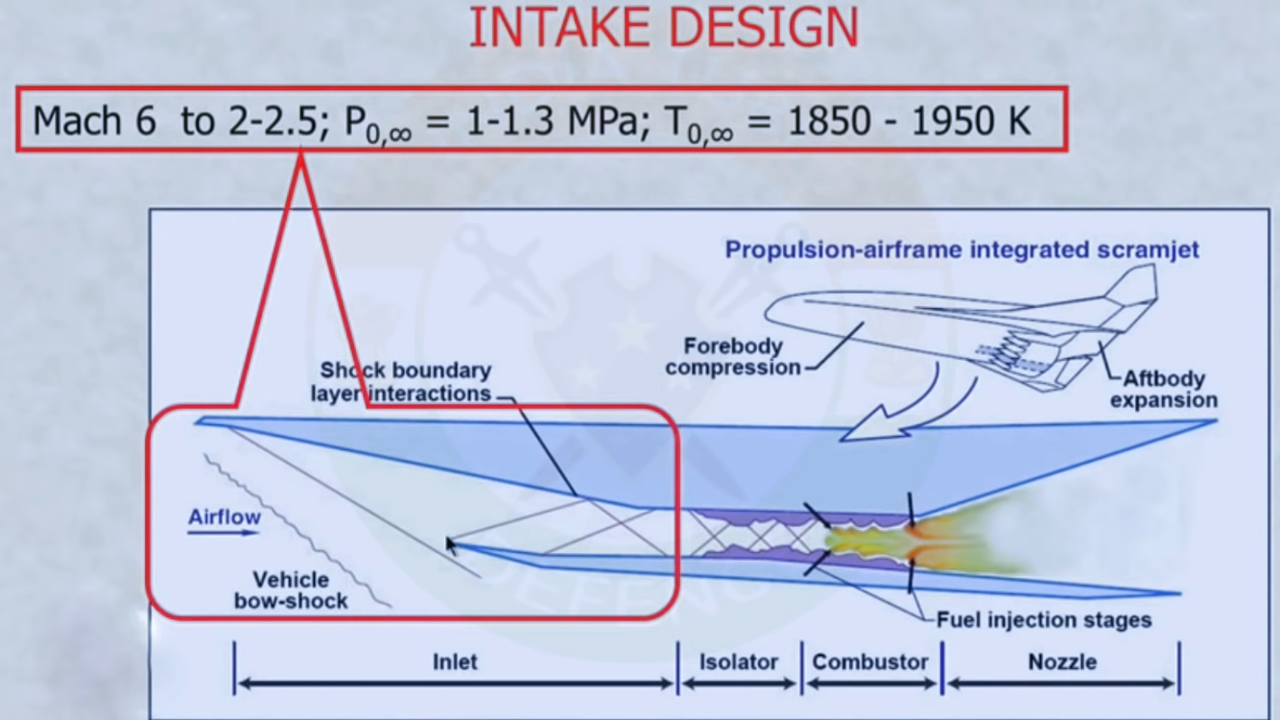 INTAKE DESIGN
Mach 6 to 2-2.5; P0,∞ = 1-1.3 MPa; T0,∞ = 1850 - 1950 K
Propulsion-airframe integrated scramjet
Forebody
compression
Aftbody
expansion
Shock boundary
layer interactions
Airflow
Vehicle
bow-shock
Fuel injection stages
Inlet
Isolator
Combustor
Nozzle